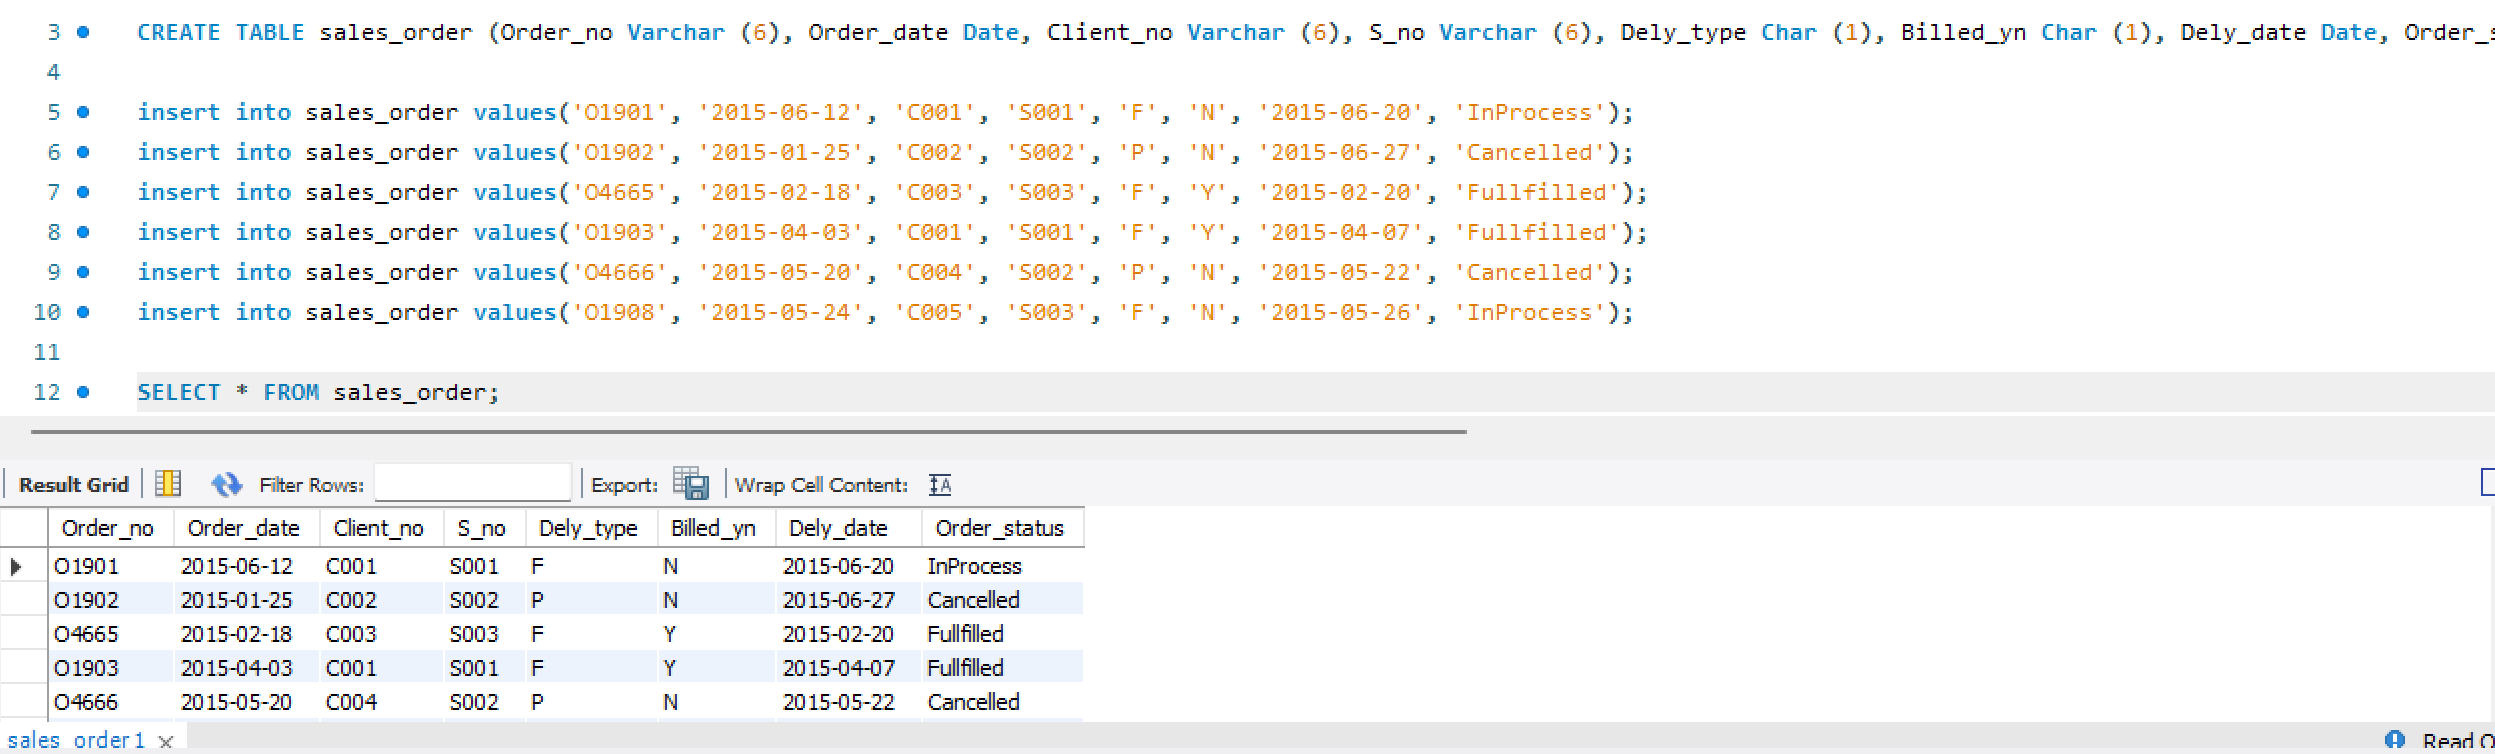 3 CREATE TABLE sales_order (Order_no Varchar (6), Order_date Date, Client_no Varchar (6), S_no Varchar (6), Dely_type Char (1), Billed_yn Char (1), Dely_date Date, Order_s
4
5 insert into sales_order values('O1901', '2015-06-12', 'C001', 'S001', 'F', 'N', '2015-06-20', 'InProcess');
6 insert into sales_order values('O1902', '2015-01-25', 'C002', 'S002', 'P', 'N', '2015-06-27', 'Cancelled');
7 insert into sales_order values('O4665', '2015-02-18', 'C003', 'S003', 'F', 'Y', '2015-02-20', 'Fullfilled');
8 insert into sales_order values('O1903', '2015-04-03', 'C001', 'S001', 'F', 'Y', '2015-04-07', 'Fullfilled');
9 insert into sales_order values('O4666', '2015-05-20', 'C004', 'S002', 'P', 'N', '2015-05-22', 'Cancelled');
10 insert into sales_order values('O1908', '2015-05-24', 'C005', 'S003', 'F', 'N', '2015-05-26', 'InProcess');
11
12 SELECT * FROM sales_order;
Result Grid Filter Rows: Export: Wrap Cell Content: IA
Order_no Order_date Client_no S_no Dely_type Billed_yn Dely_date Order_status
O1901 2015-06-12 C001 S001 F N 2015-06-20 InProcess
O1902 2015-01-25 C002 S002 P N 2015-06-27 Cancelled
O4665 2015-02-18 C003 S003 F Y 2015-02-20 Fullfilled
O1903 2015-04-03 C001 S001 F Y 2015-04-07 Fullfilled
O4666 2015-05-20 C004 S002 P N 2015-05-22 Cancelled
sales_order 1 Read O